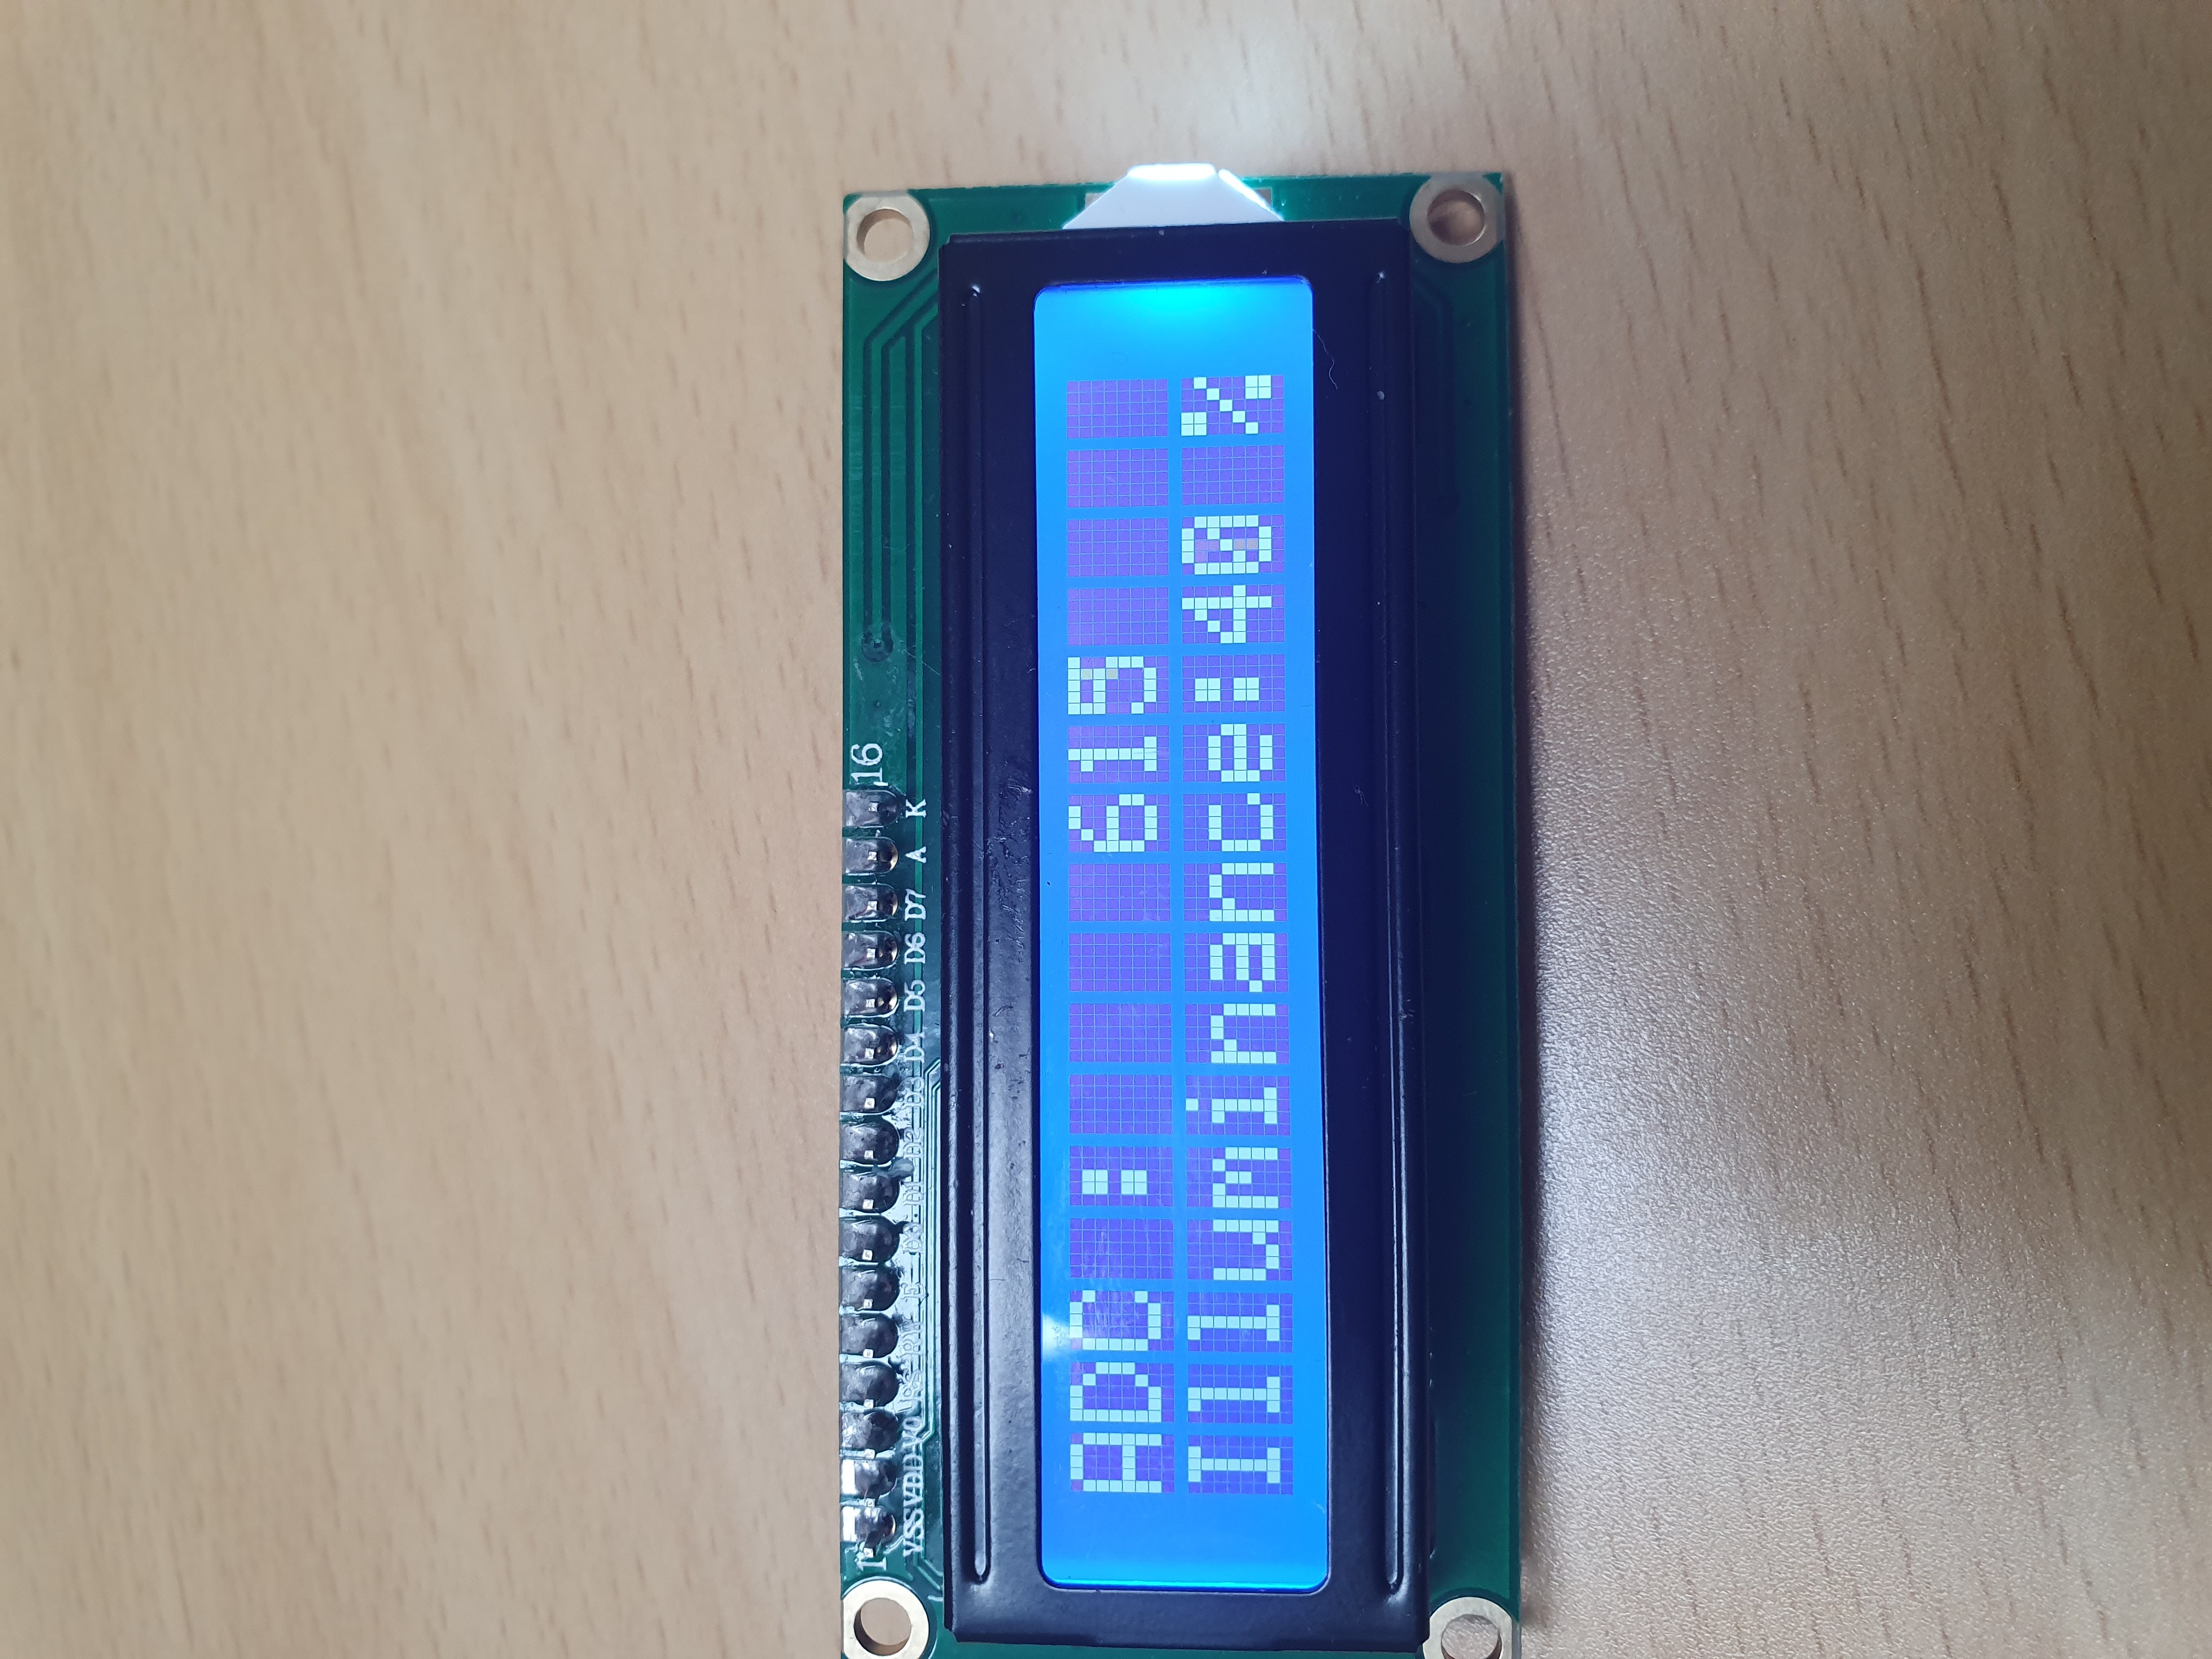 1 16
VSS VDD V0 RS RW E D0 D1 D2 D3 D4 D5 D6 D7 A K
ADC : 615
Illuminance:40 %